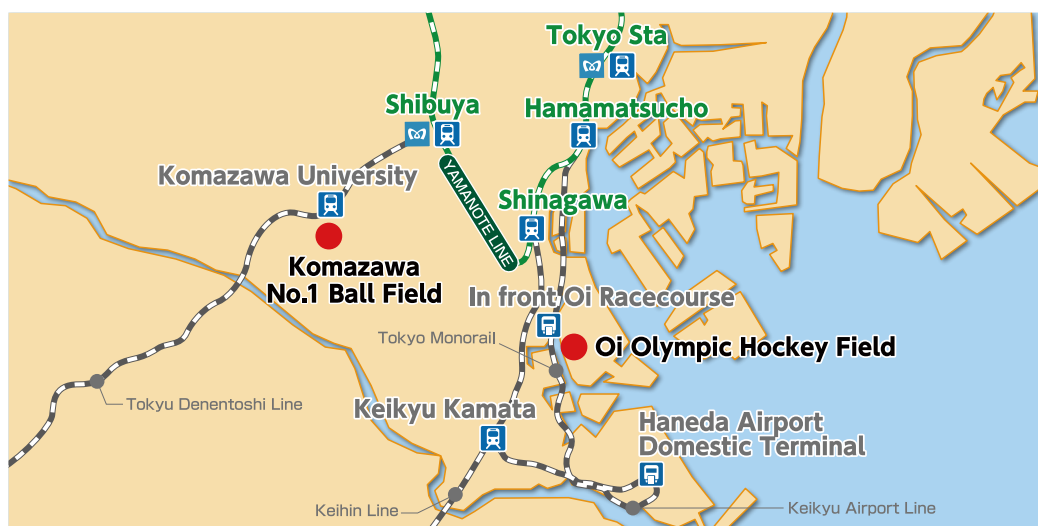 Tokyo Sta
Shibuya
Hamamatsucho
Komazawa University
YAMANOTE LINE
Shinagawa
Komazawa
No.1 Ball Field
In front Oi Racecourse
Tokyo Monorail
Oi Olympic Hockey Field
Tokyu Denentoshi Line
Keikyu Kamata
Haneda Airport
Domestic Terminal
Keihin Line
Keikyu Airport Line